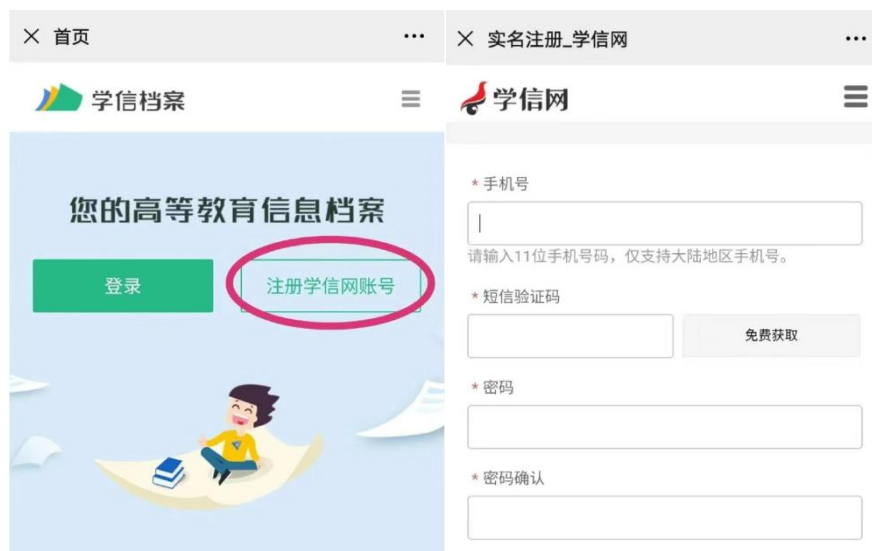 首页
学信档案
您的高等教育信息档案
登录
注册学信网账号
实名注册_学信网
学信网
* 手机号
请输入11位手机号码，仅支持大陆地区手机号。
* 短信验证码
免费获取
* 密码
* 密码确认